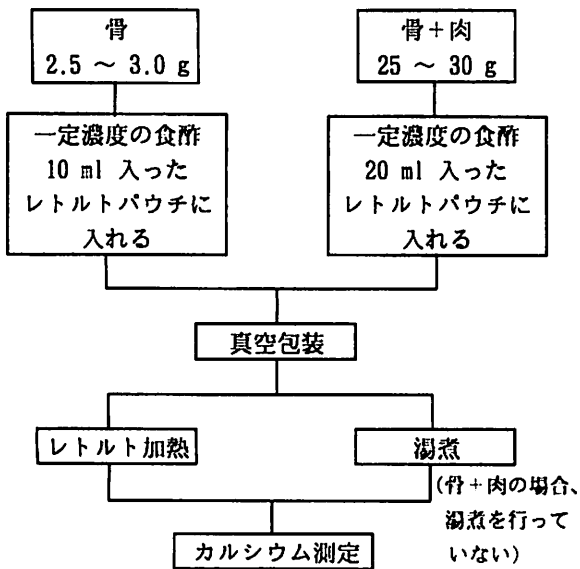 骨
2.5 ～ 3.0 g
骨＋肉
25 ～ 30 g
一定濃度の食酢
10 ml 入った
レトルトパウチに
入れる
一定濃度の食酢
20 ml 入った
レトルトパウチに
入れる
真空包装
レトルト加熱
湯煮
(骨＋肉の場合、
湯煮を行って
いない)
カルシウム測定